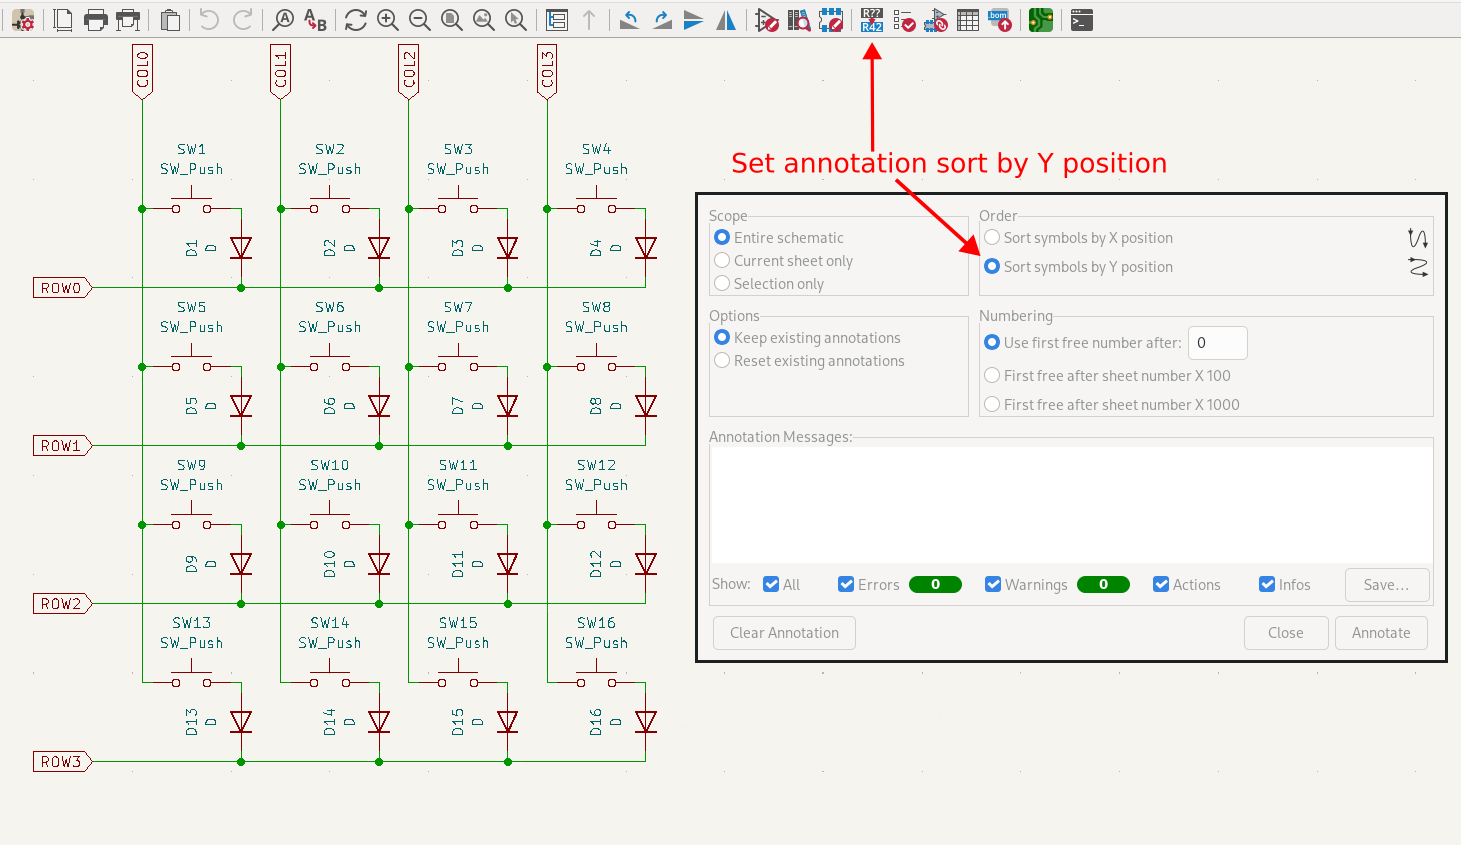 A
A
B
R??
R42
.bom
>_
COL0 COL1 COL2 COL3
SW1 SW2 SW3 SW4
SW_Push SW_Push SW_Push SW_Push
D1 D D2 D D3 D D4 D
ROW0
SW5 SW6 SW7 SW8
SW_Push SW_Push SW_Push SW_Push
D5 D D6 D D7 D D8 D
ROW1
SW9 SW10 SW11 SW12
SW_Push SW_Push SW_Push SW_Push
D9 D D10 D D11 D D12 D
ROW2
SW13 SW14 SW15 SW16
SW_Push SW_Push SW_Push SW_Push
D13 D D14 D D15 D D16 D
ROW3
Set annotation sort by Y position
Scope
Entire schematic
Current sheet only
Selection only
Order
Sort symbols by X position
Sort symbols by Y position
Options
Keep existing annotations
Reset existing annotations
Numbering
Use first free number after: 0
First free after sheet number X 100
First free after sheet number X 1000
Annotation Messages:
Show: All Errors 0 Warnings 0 Actions Infos Save...
Clear Annotation Close Annotate